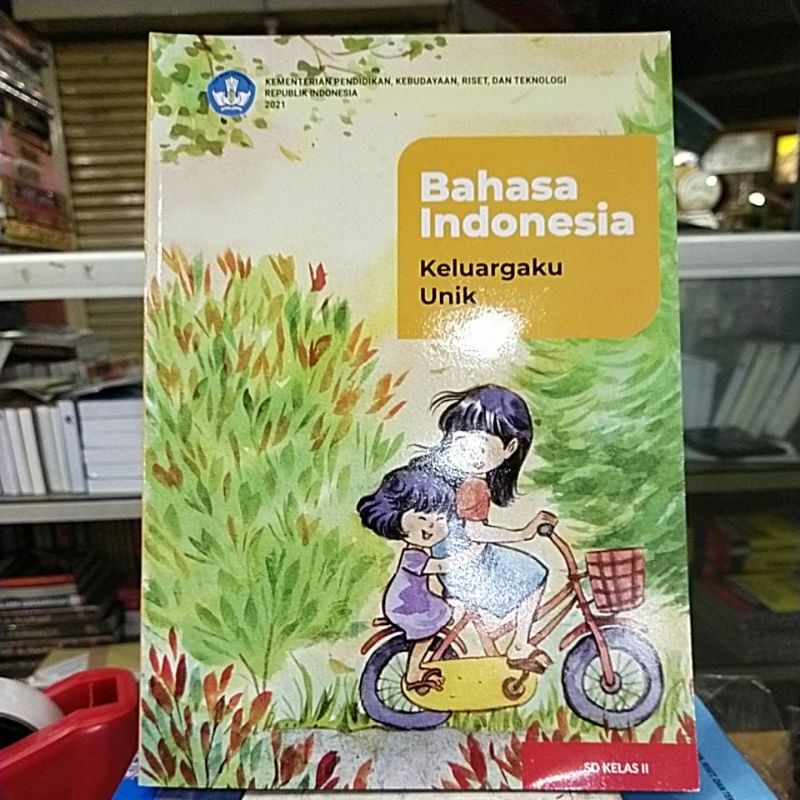 KEMENTERIAN PENDIDIKAN, KEBUDAYAAN, RISET, DAN TEKNOLOGI
REPUBLIK INDONESIA
2021
Bahasa
Indonesia
Keluargaku
Unik
SD KELAS II